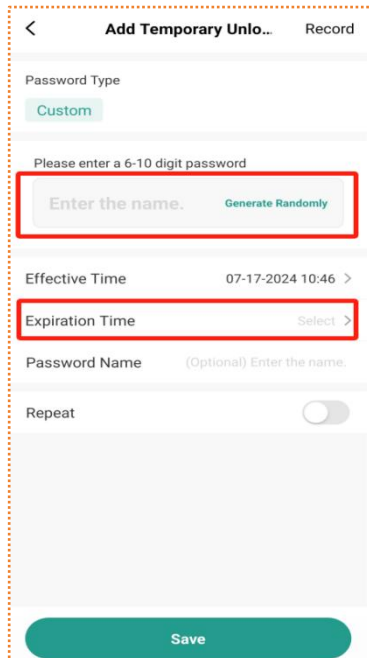 Add Temporary Unlo... Record
Password Type
Custom
Please enter a 6-10 digit password
Enter the name. Generate Randomly
Effective Time 07-17-2024 10:46 >
Expiration Time Select >
Password Name (Optional) Enter the name.
Repeat
Save